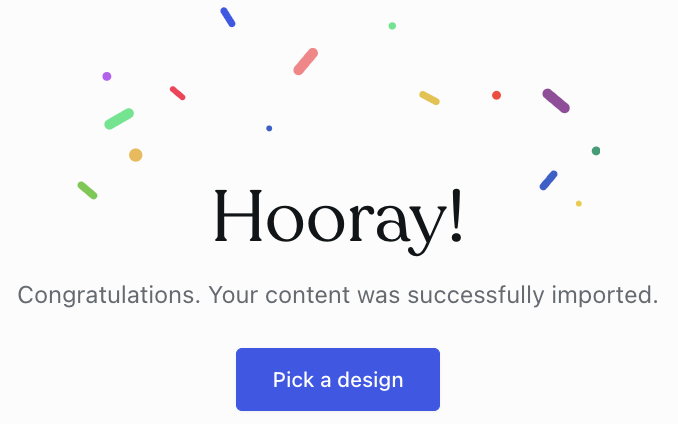 Hooray!
Congratulations. Your content was successfully imported.
Pick a design